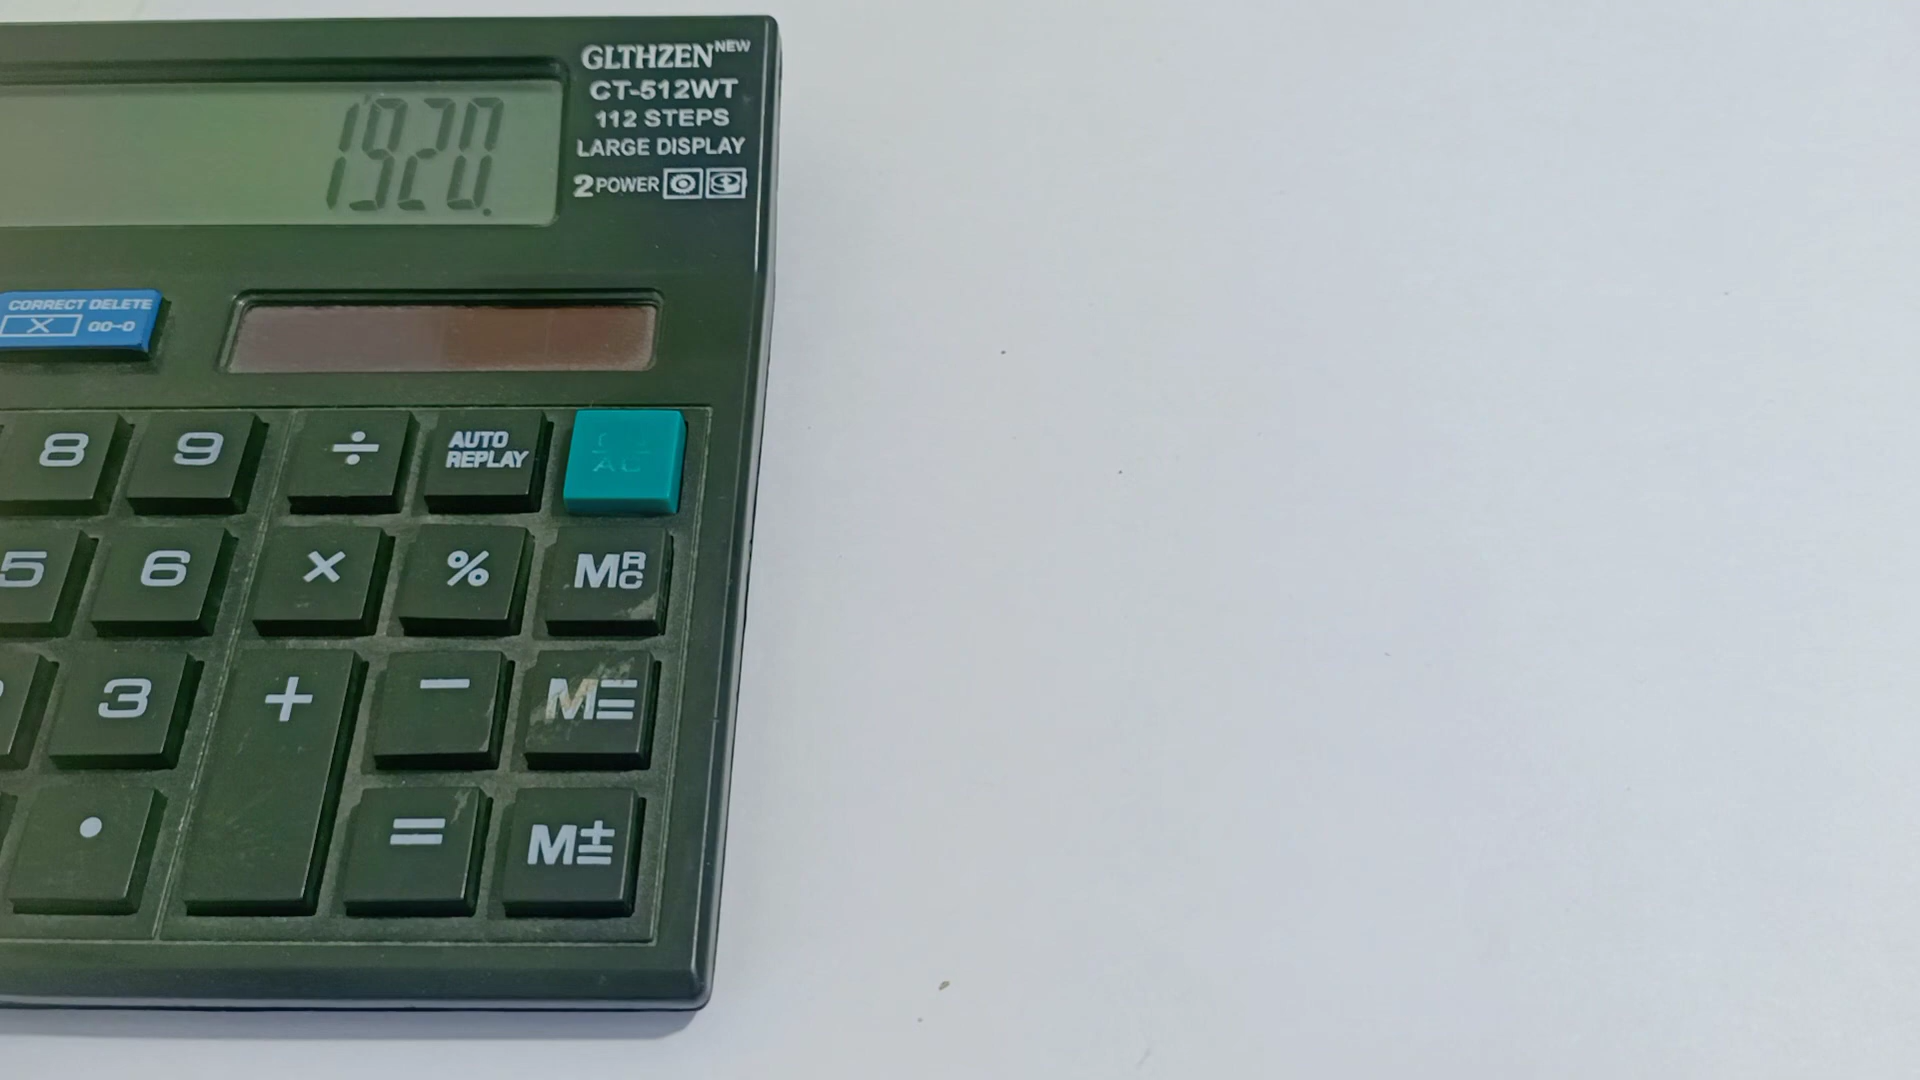 GLTHZEN NEW
CT-512WT
112 STEPS
LARGE DISPLAY
2 POWER
1920.
CORRECT DELETE
X 00-0
8 9 ÷ AUTO REPLAY AC
5 6 × % MRC
3 + − M=
. = M±